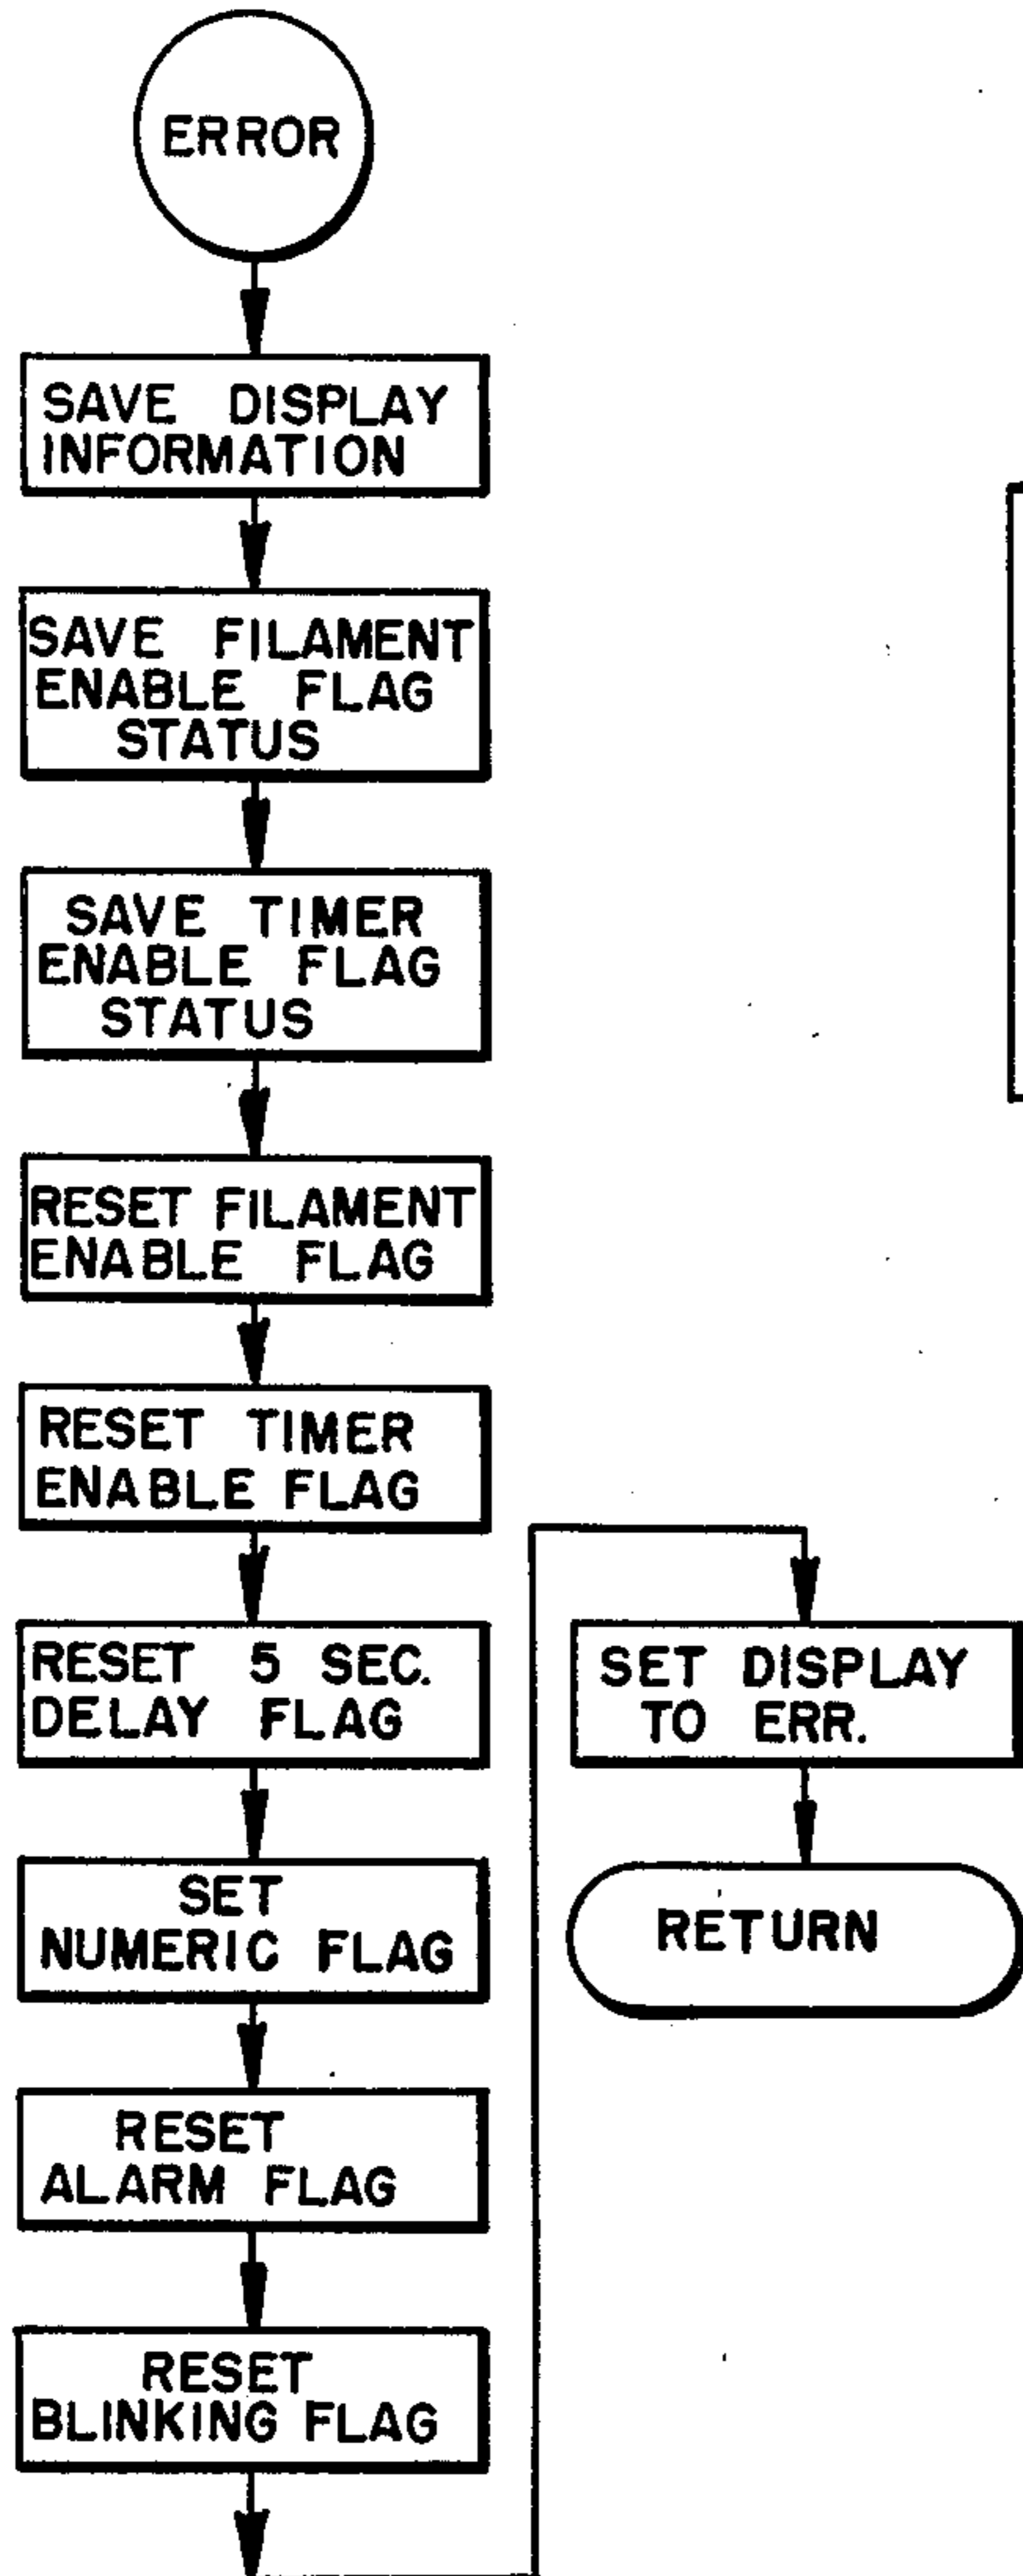 ERROR
SAVE DISPLAY
INFORMATION
SAVE FILAMENT
ENABLE FLAG
STATUS
SAVE TIMER
ENABLE FLAG
STATUS
RESET FILAMENT
ENABLE FLAG
RESET TIMER
ENABLE FLAG
RESET 5 SEC.
DELAY FLAG
SET
NUMERIC FLAG
RESET
ALARM FLAG
RESET
BLINKING FLAG
SET DISPLAY
TO ERR.
RETURN